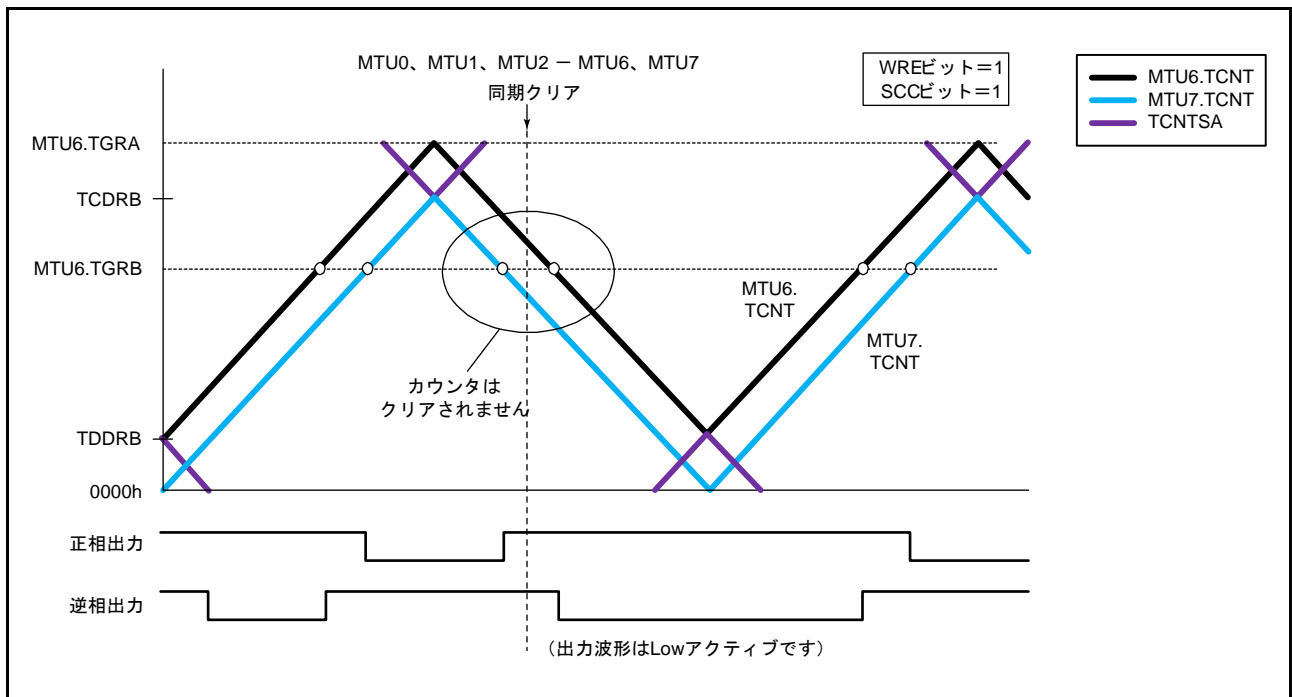 MTU0、MTU1、MTU2 － MTU6、MTU7
同期クリア
WREビット＝1
SCCビット＝1
MTU6.TCNT
MTU7.TCNT
TCNTSA
MTU6.TGRA
TCDRB
MTU6.TGRB
MTU6.
TCNT
MTU7.
TCNT
カウンタは
クリアされません
TDDRB
0000h
正相出力
逆相出力
（出力波形はLowアクティブです）